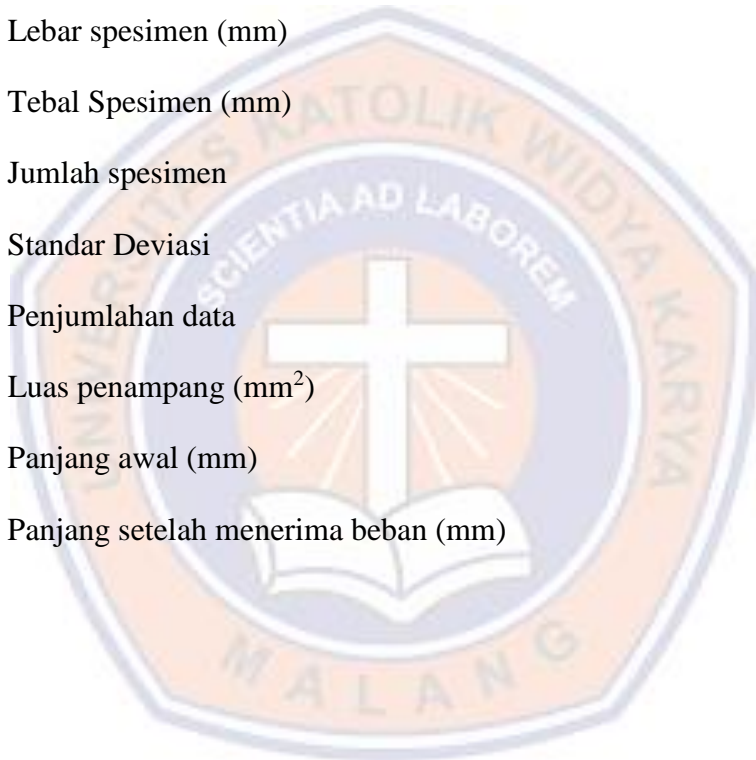 Lebar spesimen (mm)
Tebal Spesimen (mm)
Jumlah spesimen
Standar Deviasi
Penjumlahan data
Luas penampang (mm²)
Panjang awal (mm)
Panjang setelah menerima beban (mm)
UNIVERSITAS KATOLIK WIDYA KARYA
SCIENTIA AD LABOREM
MALANG